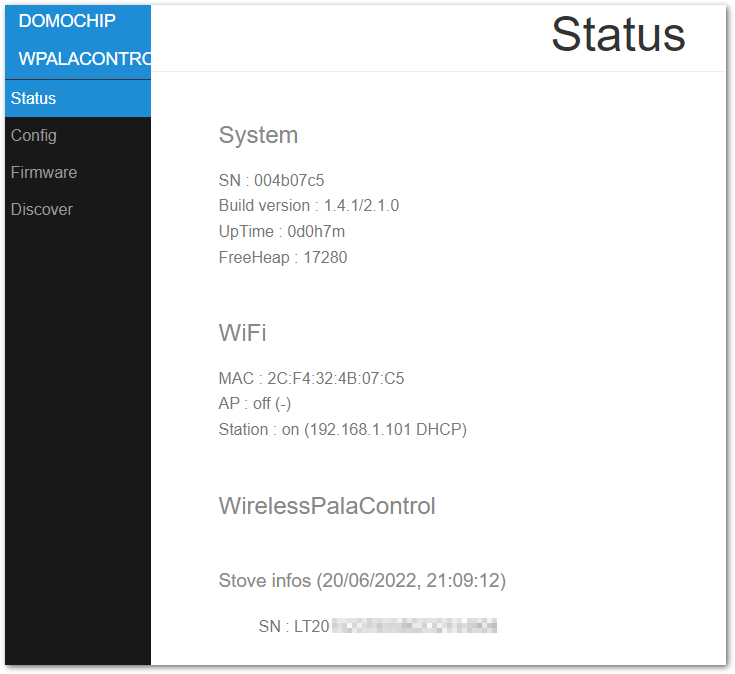 DOMOCHIP
WPALACONTRO
Status
Config
Firmware
Discover
Status
System
SN : 004b07c5
Build version : 1.4.1/2.1.0
UpTime : 0d0h7m
FreeHeap : 17280
WiFi
MAC : 2C:F4:32:4B:07:C5
AP : off (-)
Station : on (192.168.1.101 DHCP)
WirelessPalaControl
Stove infos (20/06/2022, 21:09:12)
SN : LT20